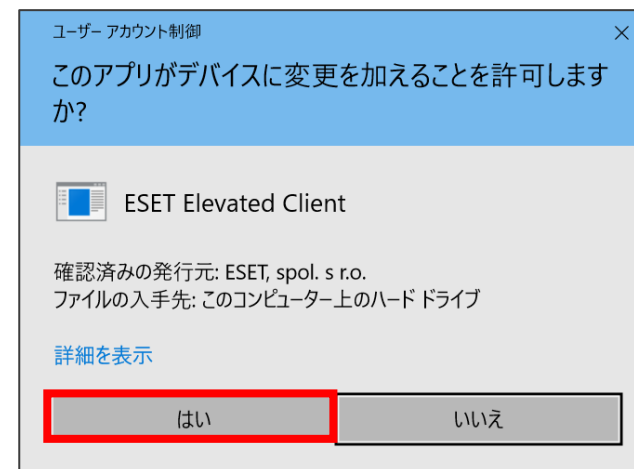 ユーザー アカウント制御
このアプリがデバイスに変更を加えることを許可します
か?
ESET Elevated Client
確認済みの発行元: ESET, spol. s r.o.
ファイルの入手先: このコンピューター上のハード ドライブ
詳細を表示
はい
いいえ